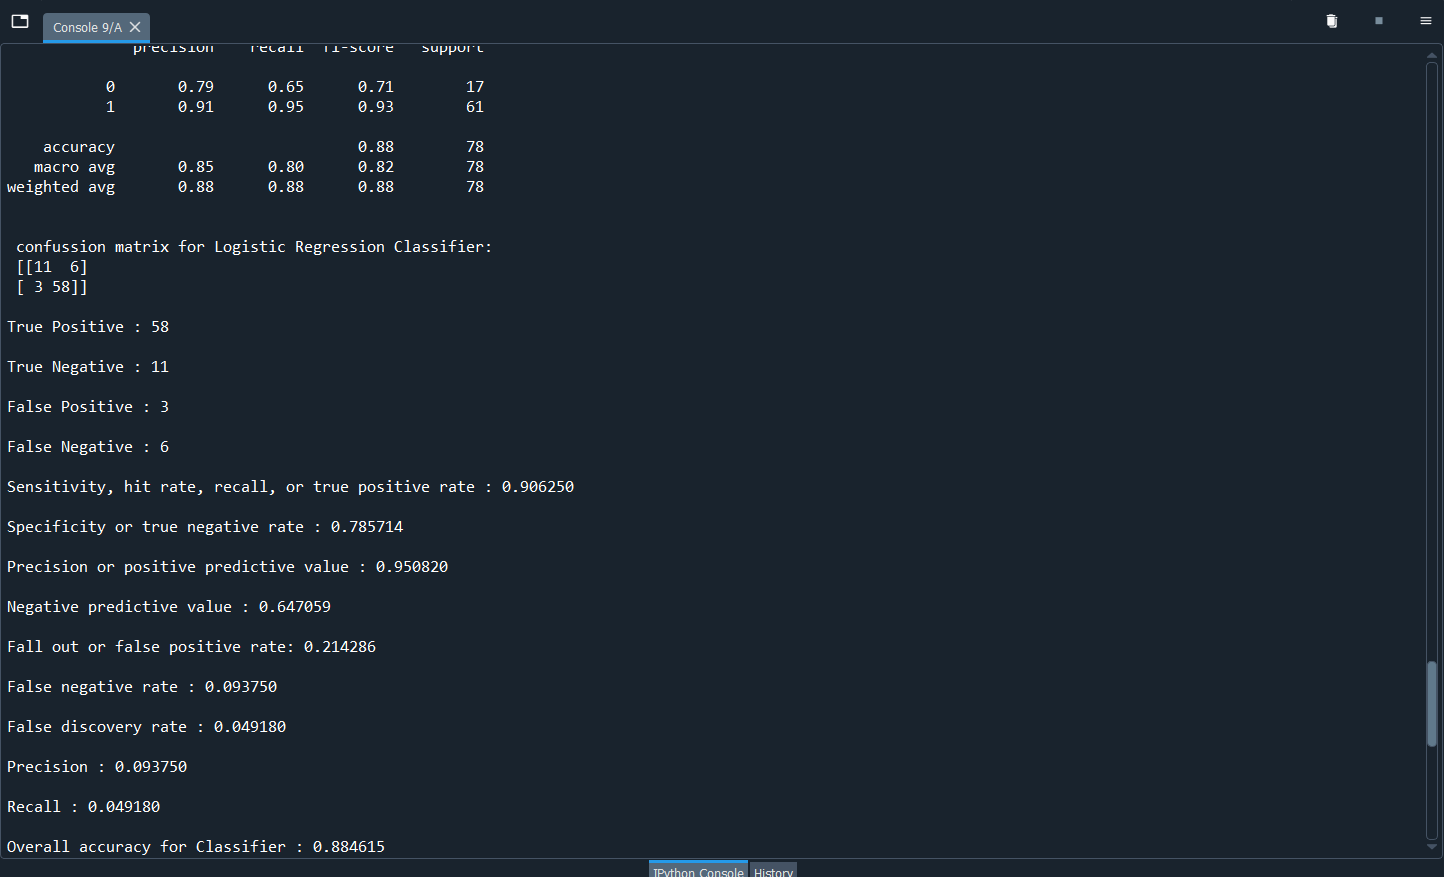 Console 9/A
precision recall f1-score support
0 0.79 0.65 0.71 17
1 0.91 0.95 0.93 61
accuracy 0.88 78
macro avg 0.85 0.80 0.82 78
weighted avg 0.88 0.88 0.88 78
confussion matrix for Logistic Regression Classifier:
[[11 6]
[ 3 58]]
True Positive : 58
True Negative : 11
False Positive : 3
False Negative : 6
Sensitivity, hit rate, recall, or true positive rate : 0.906250
Specificity or true negative rate : 0.785714
Precision or positive predictive value : 0.950820
Negative predictive value : 0.647059
Fall out or false positive rate: 0.214286
False negative rate : 0.093750
False discovery rate : 0.049180
Precision : 0.093750
Recall : 0.049180
Overall accuracy for Classifier : 0.884615
IPython Console History